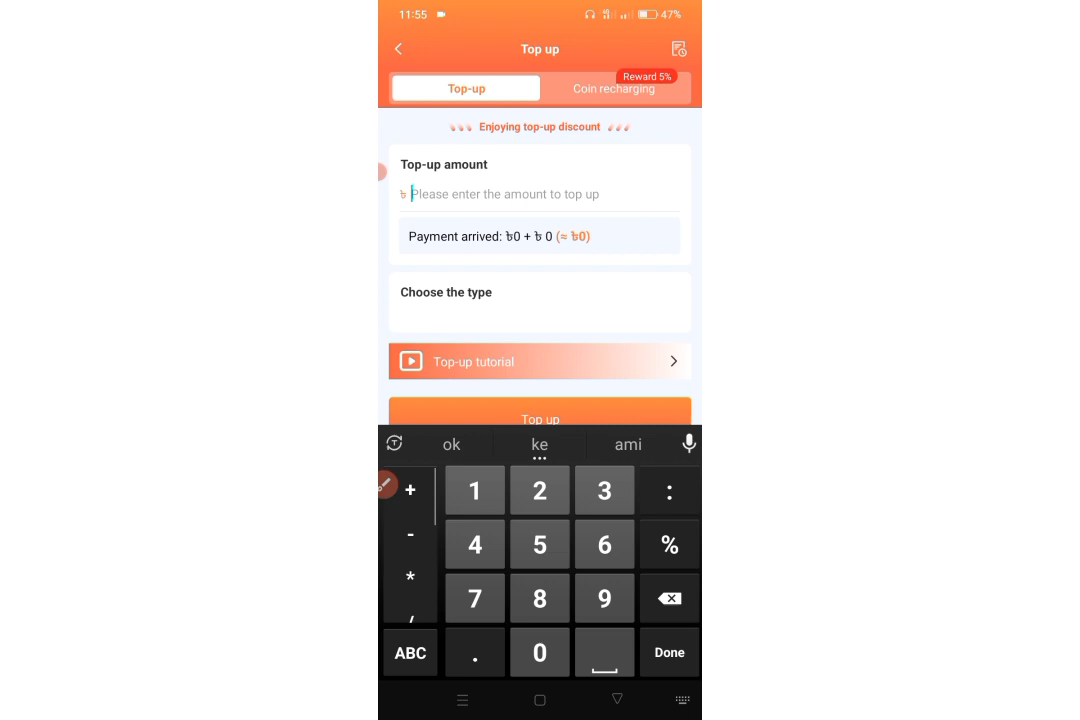 11:55
47%
Top up
Reward 5%
Top-up
Coin recharging
Enjoying top-up discount
Top-up amount
৳ Please enter the amount to top up
Payment arrived: ৳0 + ৳ 0 (≈ ৳0)
Choose the type
Top-up tutorial
Top up
ok ke ami
+ 1 2 3 :
- 4 5 6 %
*
7 8 9
/
ABC . 0 Done